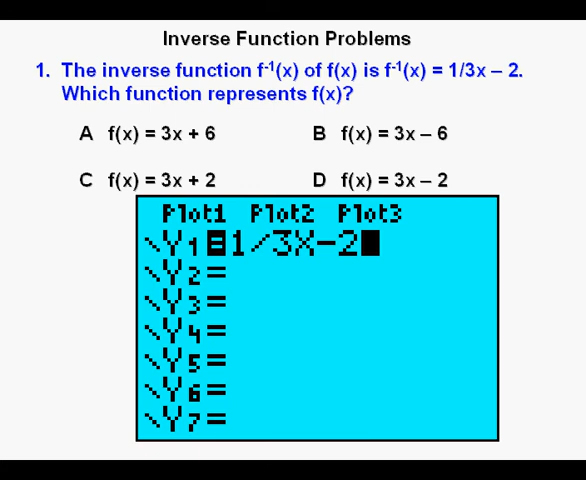 Inverse Function Problems
1. The inverse function f⁻¹(x) of f(x) is f⁻¹(x) = 1/3x – 2.
Which function represents f(x)?
A f(x) = 3x + 6 B f(x) = 3x – 6
C f(x) = 3x + 2 D f(x) = 3x – 2
Plot1 Plot2 Plot3
\Y1=1/3X-2
\Y2=
\Y3=
\Y4=
\Y5=
\Y6=
\Y7=